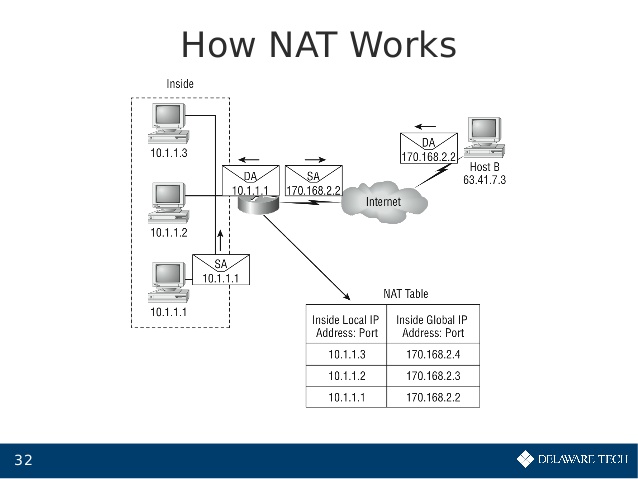 How NAT Works
Inside
10.1.1.3
DA
10.1.1.1
SA
170.168.2.2
DA
170.168.2.2
Host B
63.41.7.3
Internet
10.1.1.2
SA
10.1.1.1
10.1.1.1
NAT Table
Inside Local IP Address: Port
Inside Global IP Address: Port
10.1.1.3 170.168.2.4
10.1.1.2 170.168.2.3
10.1.1.1 170.168.2.2
32
DELAWARE TECH